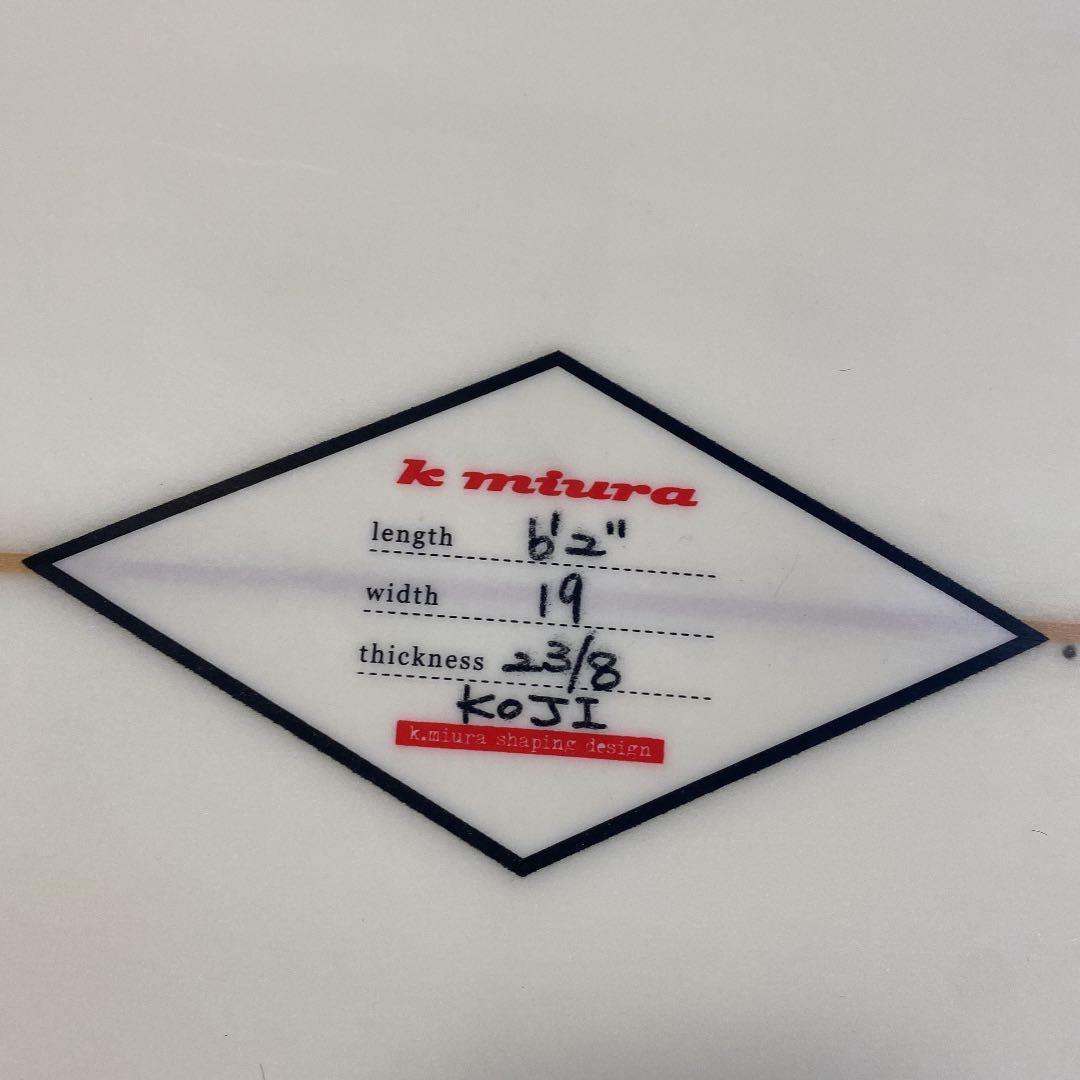 k miura
length 6'2"
width 19
thickness 2 3/8
KOJI
k.miura shaping design